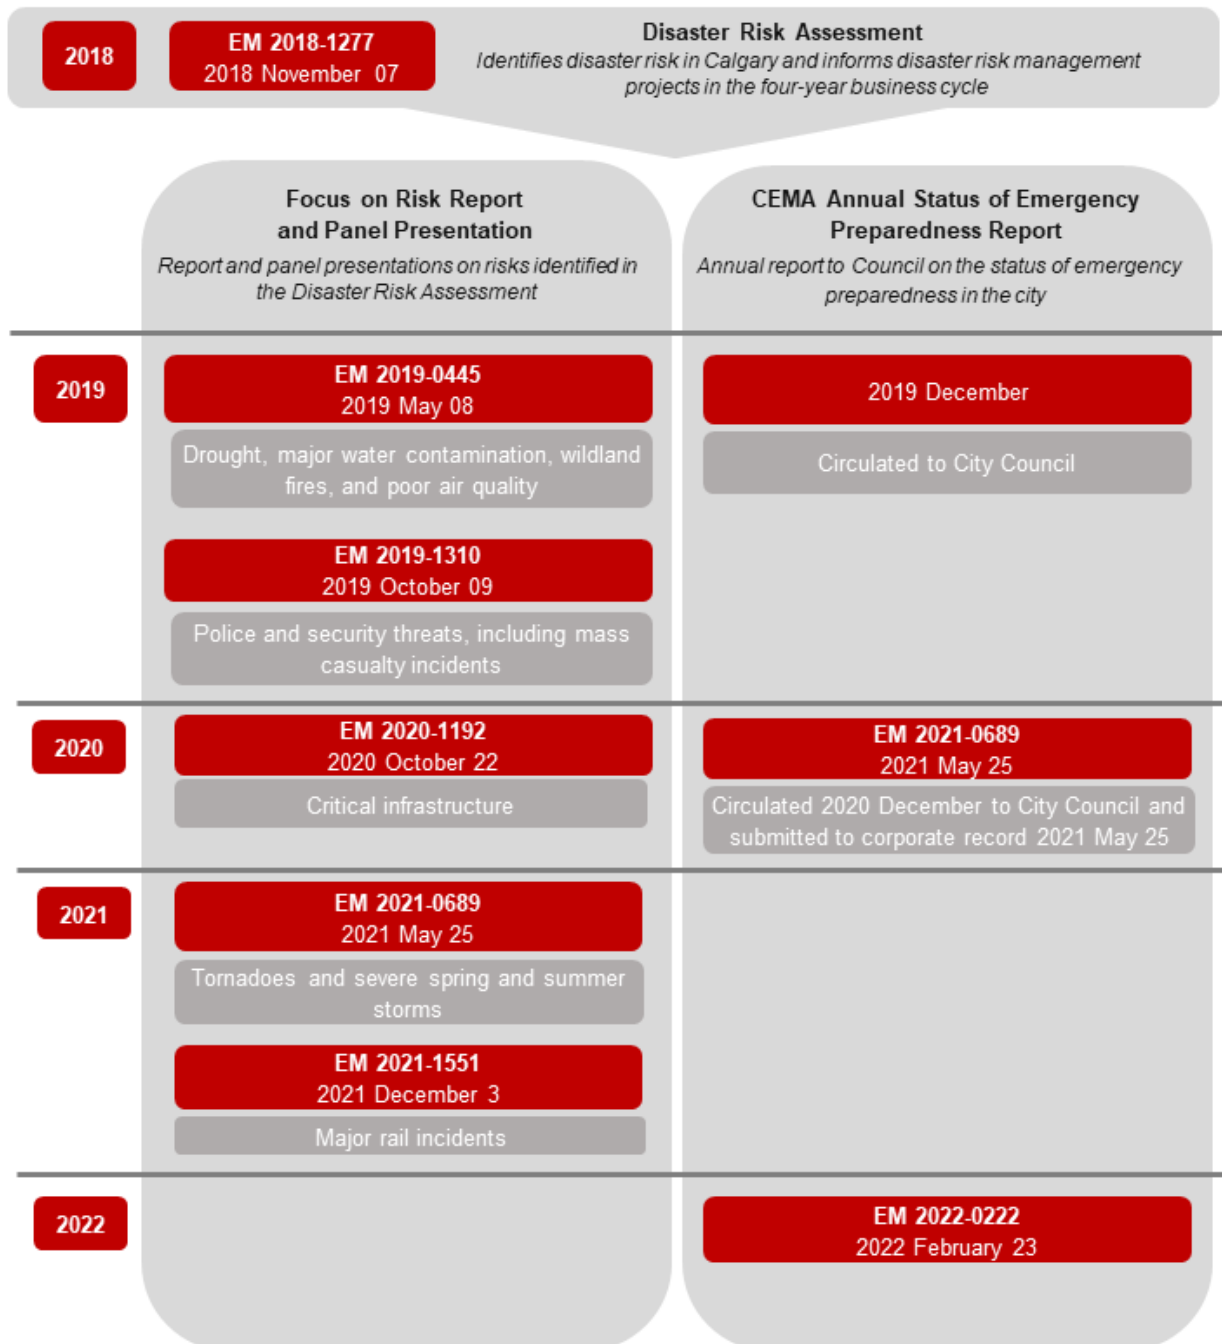 2018
EM 2018-1277
2018 November 07
Disaster Risk Assessment
Identifies disaster risk in Calgary and informs disaster risk management
projects in the four-year business cycle
Focus on Risk Report
and Panel Presentation
Report and panel presentations on risks identified in
the Disaster Risk Assessment
CEMA Annual Status of Emergency
Preparedness Report
Annual report to Council on the status of emergency
preparedness in the city
2019
EM 2019-0445
2019 May 08
Drought, major water contamination, wildland
fires, and poor air quality
EM 2019-1310
2019 October 09
Police and security threats, including mass
casualty incidents
2019 December
Circulated to City Council
2020
EM 2020-1192
2020 October 22
Critical infrastructure
EM 2021-0689
2021 May 25
Circulated 2020 December to City Council and
submitted to corporate record 2021 May 25
2021
EM 2021-0689
2021 May 25
Tornadoes and severe spring and summer
storms
EM 2021-1551
2021 December 3
Major rail incidents
2022
EM 2022-0222
2022 February 23